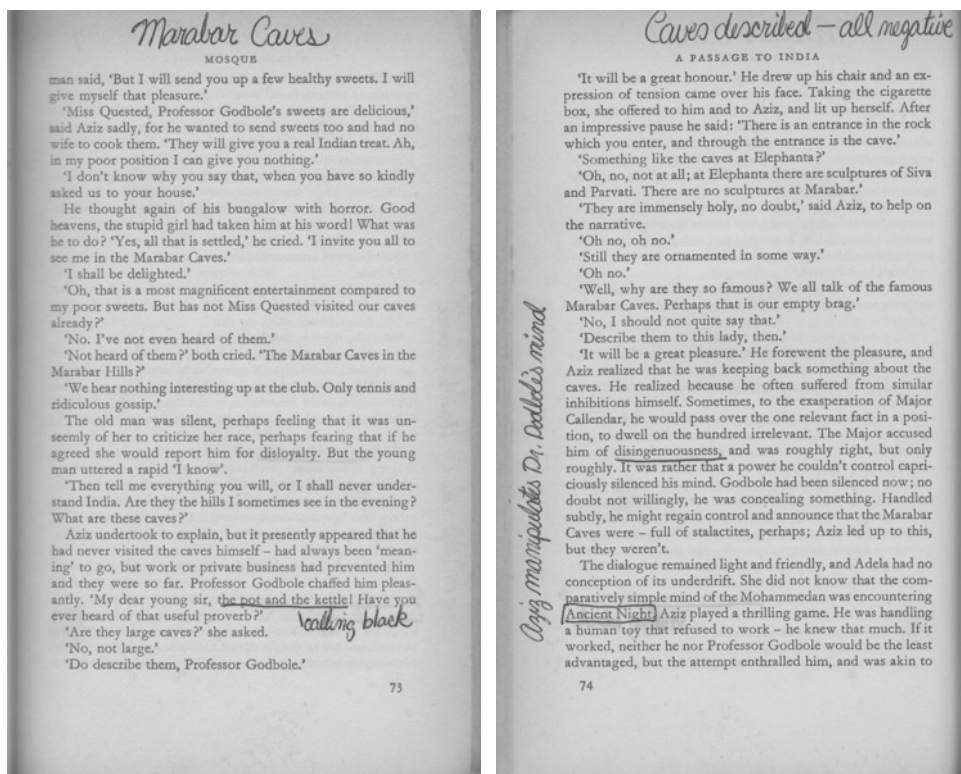 Marabar Caves
MOSQUE
man said, ‘But I will send you up a few healthy sweets. I will
give myself that pleasure.’
‘Miss Quested, Professor Godbole’s sweets are delicious,’
said Aziz sadly, for he wanted to send sweets too and had no
wife to cook them. ‘They will give you a real Indian treat. Ah,
in my poor position I can give you nothing.’
‘I don’t know why you say that, when you have so kindly
asked us to your house.’
He thought again of his bungalow with horror. Good
heavens, the stupid girl had taken him at his word! What was
he to do? ‘Yes, all that is settled,’ he cried. ‘I invite you all to
see me in the Marabar Caves.’
‘I shall be delighted.’
‘Oh, that is a most magnificent entertainment compared to
my poor sweets. But has not Miss Quested visited our caves
already?’
‘No. I’ve not even heard of them.’
‘Not heard of them?’ both cried. ‘The Marabar Caves in the
Marabar Hills?’
‘We hear nothing interesting up at the club. Only tennis and
ridiculous gossip.’
The old man was silent, perhaps feeling that it was un-
seemly of her to criticize her race, perhaps fearing that if he
agreed she would report him for disloyalty. But the young
man uttered a rapid ‘I know’.
‘Then tell me everything you will, or I shall never under-
stand India. Are they the hills I sometimes see in the evening?
What are these caves?’
Aziz undertook to explain, but it presently appeared that he
had never visited the caves himself – had always been ‘mean-
ing’ to go, but work or private business had prevented him
and they were so far. Professor Godbole chaffed him pleas-
antly. ‘My dear young sir, the pot and the kettle! Have you
ever heard of that useful proverb?’
calling black
‘Are they large caves?’ she asked.
‘No, not large.’
‘Do describe them, Professor Godbole.’
73
Caves described – all negative
A PASSAGE TO INDIA
‘It will be a great honour.’ He drew up his chair and an ex-
pression of tension came over his face. Taking the cigarette
box, she offered to him and to Aziz, and lit up herself. After
an impressive pause he said: ‘There is an entrance in the rock
which you enter, and through the entrance is the cave.’
‘Something like the caves at Elephanta?’
‘Oh, no, not at all; at Elephanta there are sculptures of Siva
and Parvati. There are no sculptures at Marabar.’
‘They are immensely holy, no doubt,’ said Aziz, to help on
the narrative.
‘Oh no, oh no.’
‘Still they are ornamented in some way.’
‘Oh no.’
‘Well, why are they so famous? We all talk of the famous
Marabar Caves. Perhaps that is our empty brag.’
‘No, I should not quite say that.’
‘Describe them to this lady, then.’
‘It will be a great pleasure.’ He forewent the pleasure, and
Aziz realized that he was keeping back something about the
caves. He realized because he often suffered from similar
inhibitions himself. Sometimes, to the exasperation of Major
Callendar, he would pass over the one relevant fact in a posi-
tion, to dwell on the hundred irrelevant. The Major accused
him of disingenuousness, and was roughly right, but only
roughly. It was rather that a power he couldn’t control capri-
ciously silenced his mind. Godbole had been silenced now; no
doubt not willingly, he was concealing something. Handled
subtly, he might regain control and announce that the Marabar
Caves were – full of stalactites, perhaps; Aziz led up to this,
but they weren’t.
The dialogue remained light and friendly, and Adela had no
conception of its underdrift. She did not know that the com-
paratively simple mind of the Mohammedan was encountering
Ancient Night. Aziz played a thrilling game. He was handling
a human toy that refused to work – he knew that much. If it
worked, neither he nor Professor Godbole would be the least
advantaged, but the attempt enthralled him, and was akin to
74
Aziz manipulates Dr. Godbole's mind